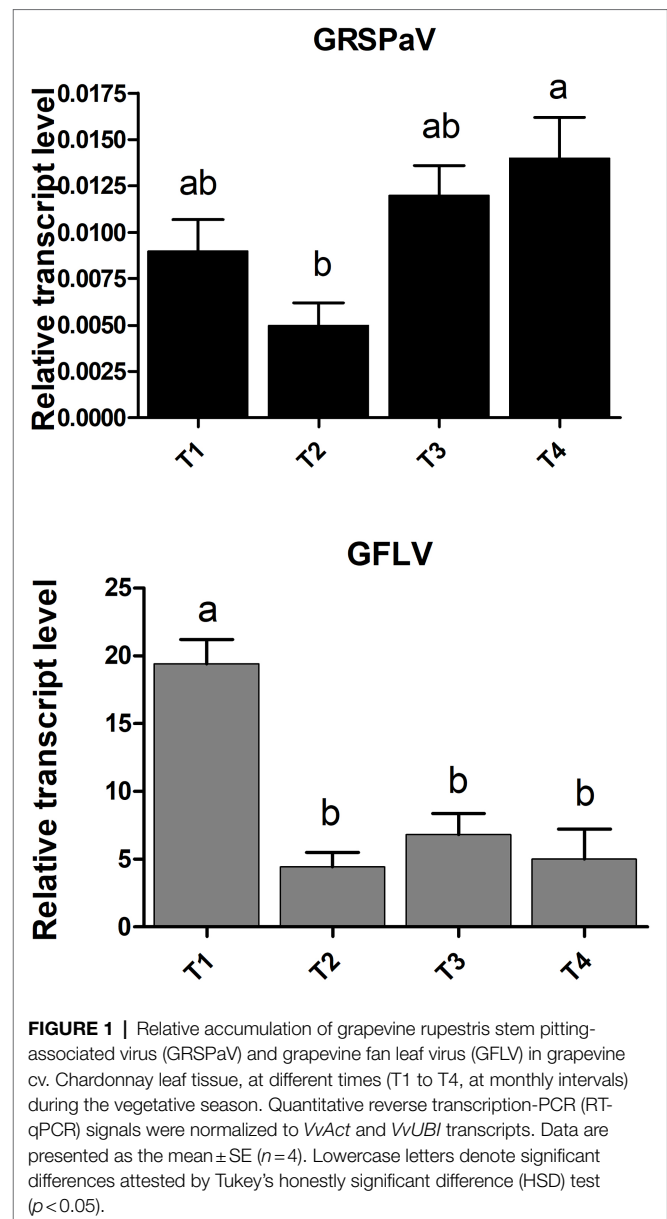 GRSPaV
Relative transcript level
0.0175
0.0150
0.0125
0.0100
0.0075
0.0050
0.0025
0.0000
ab
b
ab
a
T1
T2
T3
T4
GFLV
Relative transcript level
25
20
15
10
5
0
a
b
b
b
T1
T2
T3
T4
FIGURE 1 | Relative accumulation of grapevine rupestris stem pitting-
associated virus (GRSPaV) and grapevine fan leaf virus (GFLV) in grapevine
cv. Chardonnay leaf tissue, at different times (T1 to T4, at monthly intervals)
during the vegetative season. Quantitative reverse transcription-PCR (RT-
qPCR) signals were normalized to VvAct and VvUBI transcripts. Data are
presented as the mean ± SE (n = 4). Lowercase letters denote significant
differences attested by Tukey's honestly significant difference (HSD) test
(p < 0.05).